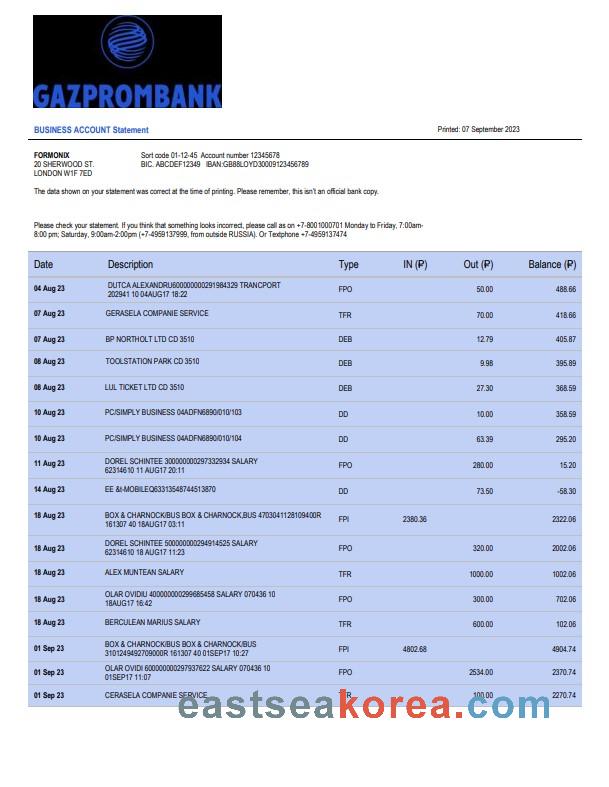 GAZPROMBANK
BUSINESS ACCOUNT Statement
Printed: 07 September 2023
FORMONIX
Sort code 01-12-45 Account number 12345678
20 SHERWOOD ST.
BIC. ABCDEF12349 IBAN:GB88LOYD30009123456789
LONDON W1F 7ED
The data shown on your statement was correct at the time of printing. Please remember, this isn't an official bank copy.
Please check your statement. If you think that something looks incorrect, please call as on +7-8001000701 Monday to Friday, 7:00am-
8:00 pm; Saturday, 9:00am-2:00pm (+7-4959137999, from outside RUSSIA). Or Textphone +7-4959137474
Date Description Type IN (₽) Out (₽) Balance (₽)
04 Aug 23 DUTCA ALEXANDRU600000000291984329 TRANCPORT
202941 10 04AUG17 18:22 FPO 50.00 488.66
07 Aug 23 GERASELA COMPANIE SERVICE TFR 70.00 418.66
07 Aug 23 BP NORTHOLT LTD CD 3510 DEB 12.79 405.87
08 Aug 23 TOOLSTATION PARK CD 3510 DEB 9.98 395.89
08 Aug 23 LUL TICKET LTD CD 3510 DEB 27.30 368.59
10 Aug 23 PC/SIMPLY BUSINESS 04ADFN6890/010/103 DD 10.00 358.59
10 Aug 23 PC/SIMPLY BUSINESS 04ADFN6890/010/104 DD 63.39 295.20
11 Aug 23 DOREL SCHINTEE 300000000297332934 SALARY
62314610 11 AUG17 20:11 FPO 280.00 15.20
14 Aug 23 EE &t-MOBILEQ63313548744513870 DD 73.50 -58.30
18 Aug 23 BOX & CHARNOCK/BUS BOX & CHARNOCK,BUS 4703041128109400R
161307 40 18AUG17 03:11 FPI 2380.36 2322.06
18 Aug 23 DOREL SCHINTEE 500000000294914525 SALARY
62314610 18 AUG17 11:23 FPO 320.00 2002.06
18 Aug 23 ALEX MUNTEAN SALARY TFR 1000.00 1002.06
18 Aug 23 OLAR OVIDIU 400000000299685458 SALARY 070436 10
18AUG17 16:42 FPO 300.00 702.06
18 Aug 23 BERCULEAN MARIUS SALARY TFR 600.00 102.06
01 Sep 23 BOX & CHARNOCK/BUS BOX & CHARNOCK/BUS
3101249492709000R 161307 40 01SEP17 10:27 FPI 4802.68 4904.74
01 Sep 23 OLAR OVIDI 600000000297937622 SALARY 070436 10
01SEP17 11:07 FPO 2534.00 2370.74
01 Sep 23 CERASELA COMPANIE SERVICE TFR 100.00 2270.74
eastseakorea.com